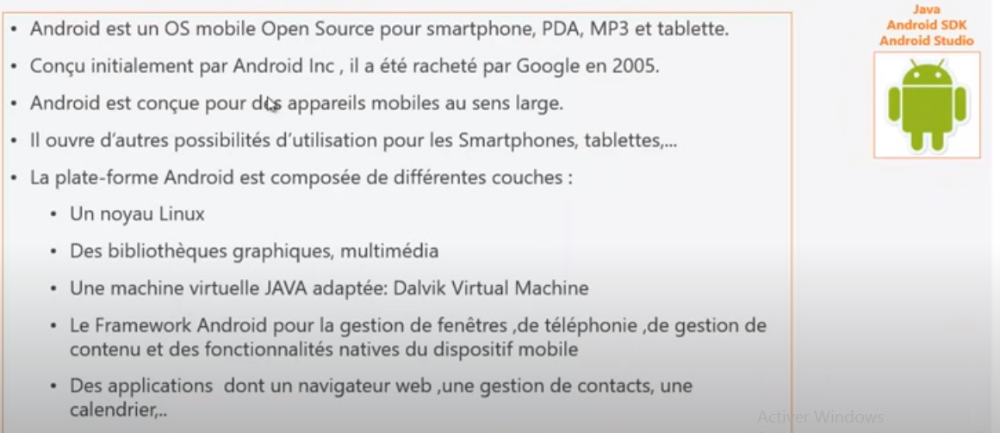 • Android est un OS mobile Open Source pour smartphone, PDA, MP3 et tablette.
• Conçu initialement par Android Inc , il a été racheté par Google en 2005.
• Android est conçue pour des appareils mobiles au sens large.
• Il ouvre d'autres possibilités d'utilisation pour les Smartphones, tablettes,...
• La plate-forme Android est composée de différentes couches :
• Un noyau Linux
• Des bibliothèques graphiques, multimédia
• Une machine virtuelle JAVA adaptée: Dalvik Virtual Machine
• Le Framework Android pour la gestion de fenêtres ,de téléphonie ,de gestion de
contenu et des fonctionnalités natives du dispositif mobile
• Des applications dont un navigateur web ,une gestion de contacts, une
calendrier,..
Java
Android SDK
Android Studio
Activer Windows